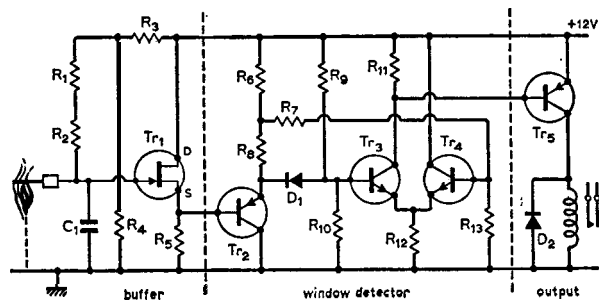 R3
+12V
R1
R6
R9
R11
R7
Tr5
R2
Tr1
D
R8
Tr3
Tr4
S
D1
C1
R4
R5
Tr2
R10
R12
R13
D2
buffer
window detector
output